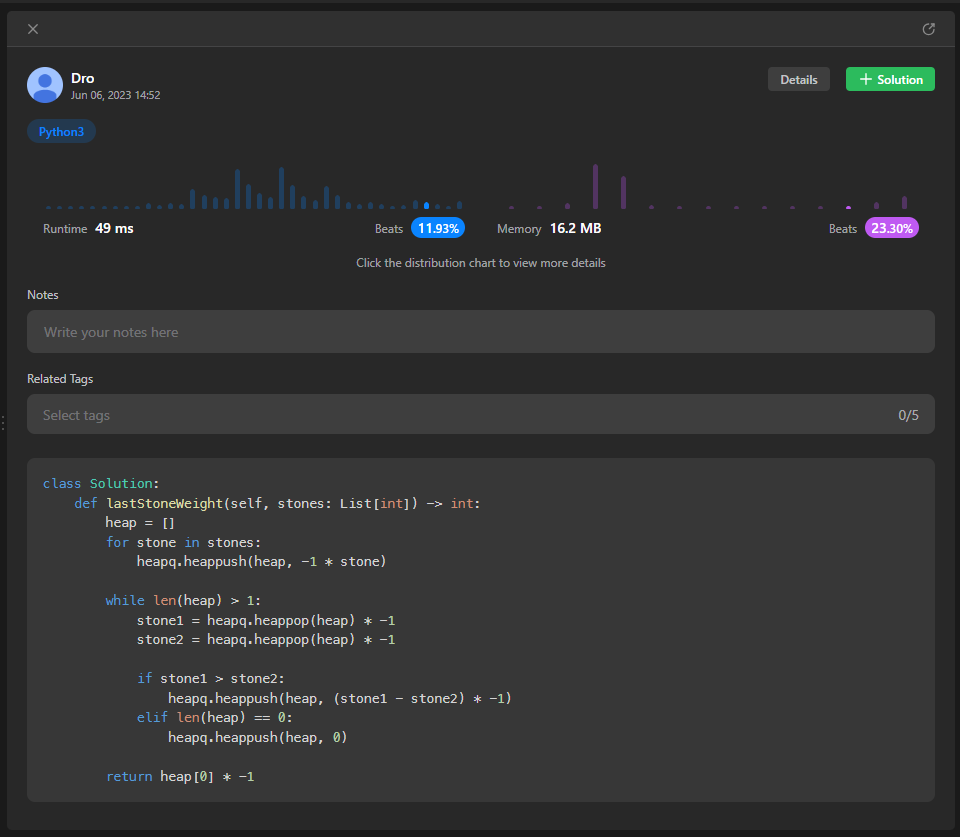 Dro
Details
+ Solution
Jun 06, 2023 14:52
Python3
Runtime 49 ms Beats 11.93% Memory 16.2 MB Beats 23.30%
Click the distribution chart to view more details
Notes
Write your notes here
Related Tags
Select tags 0/5
class Solution:
    def lastStoneWeight(self, stones: List[int]) -> int:
        heap = []
        for stone in stones:
            heapq.heappush(heap, -1 * stone)

        while len(heap) > 1:
            stone1 = heapq.heappop(heap) * -1
            stone2 = heapq.heappop(heap) * -1

            if stone1 > stone2:
                heapq.heappush(heap, (stone1 - stone2) * -1)
            elif len(heap) == 0:
                heapq.heappush(heap, 0)

        return heap[0] * -1